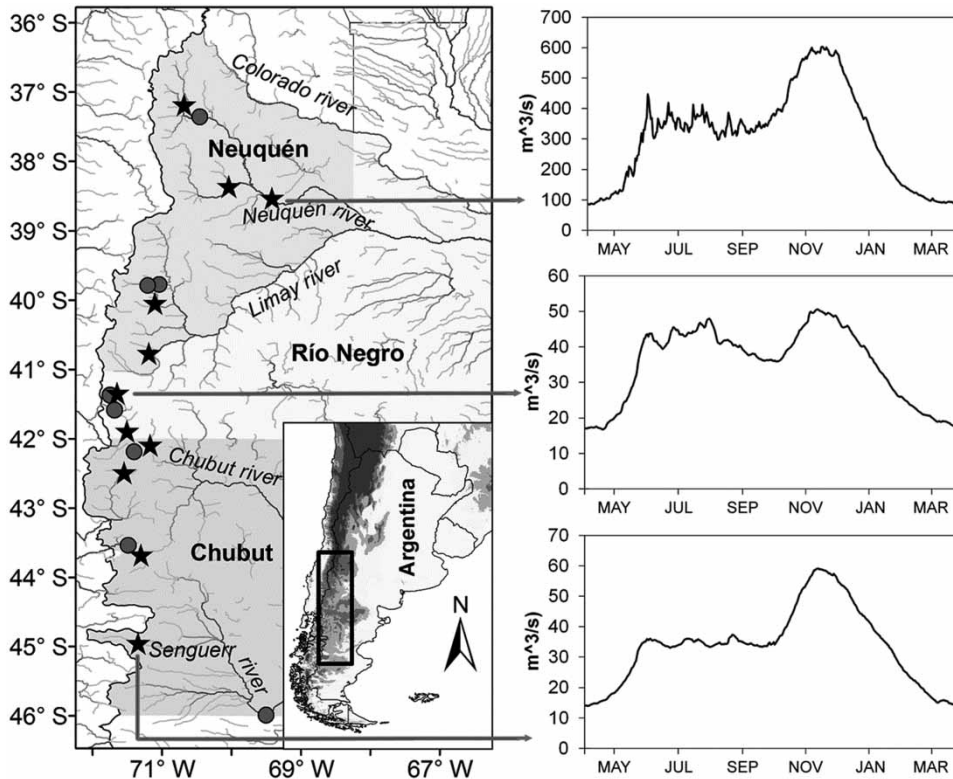 36° S
37° S
38° S
39° S
40° S
41° S
42° S
43° S
44° S
45° S
46° S
71° W
69° W
67° W
Colorado river
Neuquén
Neuquén river
Limay river
Río Negro
Chubut river
Chubut
Senguerr
river
Argentina
N
m^3/s)
700
600
500
400
300
200
100
0
MAY JUL SEP NOV JAN MAR
m^3/s)
60
50
40
30
20
10
0
MAY JUL SEP NOV JAN MAR
m^3/s)
70
60
50
40
30
20
10
0
MAY JUL SEP NOV JAN MAR